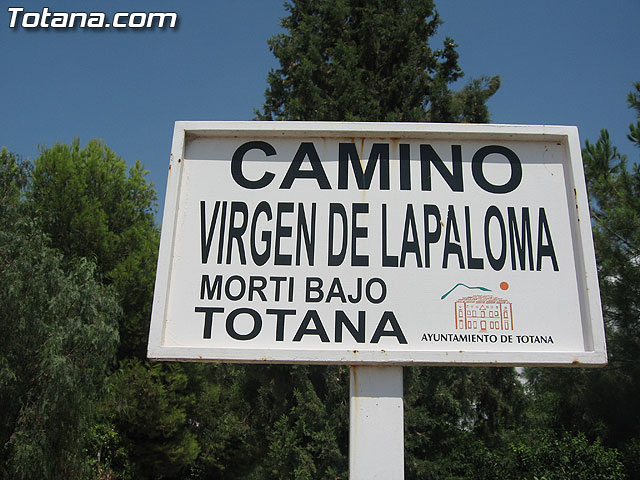 Totana.com
CAMINO
VIRGEN DE LAPALOMA
MORTI BAJO
TOTANA
AYUNTAMIENTO DE TOTANA